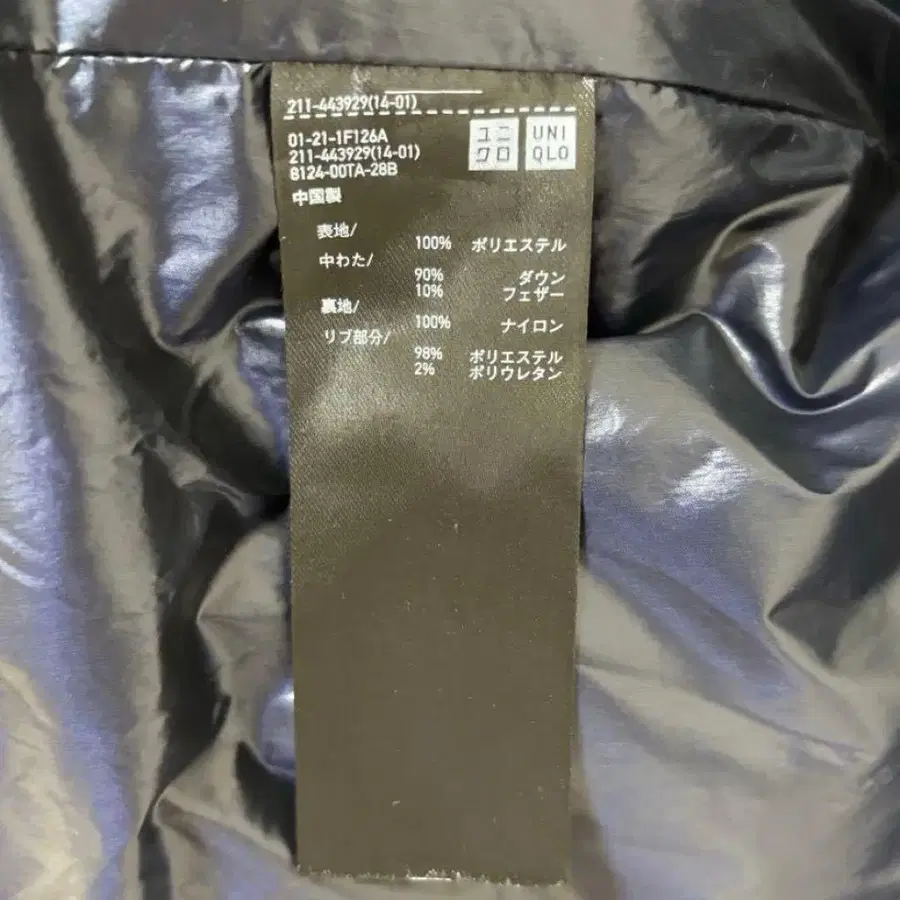 211-443929(14-01)
01-21-1F126A
211-443929(14-01)
8124-00TA-28B
ユニ
クロ
UNI
QLO
中国製
表地/
100% ポリエステル
中わた/
90% ダウン
10% フェザー
裏地/
100% ナイロン
リブ部分/
98% ポリエステル
2% ポリウレタン